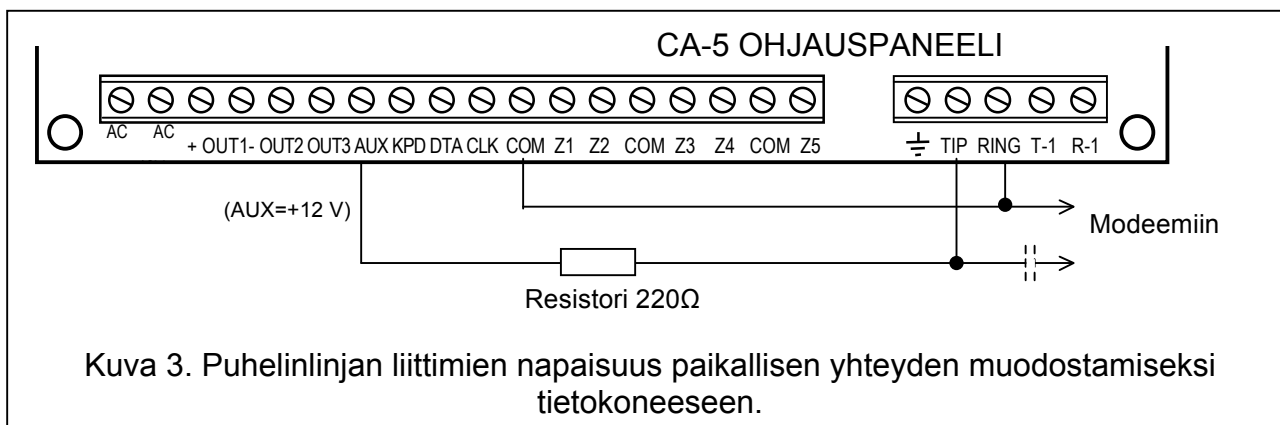 CA-5 OHJAUSPANEELI
AC AC + OUT1- OUT2 OUT3 AUX KPD DTA CLK COM Z1 Z2 COM Z3 Z4 COM Z5 TIP RING T-1 R-1
(AUX=+12 V)
Modeemiin
Resistori 220Ω
Kuva 3. Puhelinlinjan liittimien napaisuus paikallisen yhteyden muodostamiseksi
tietokoneeseen.